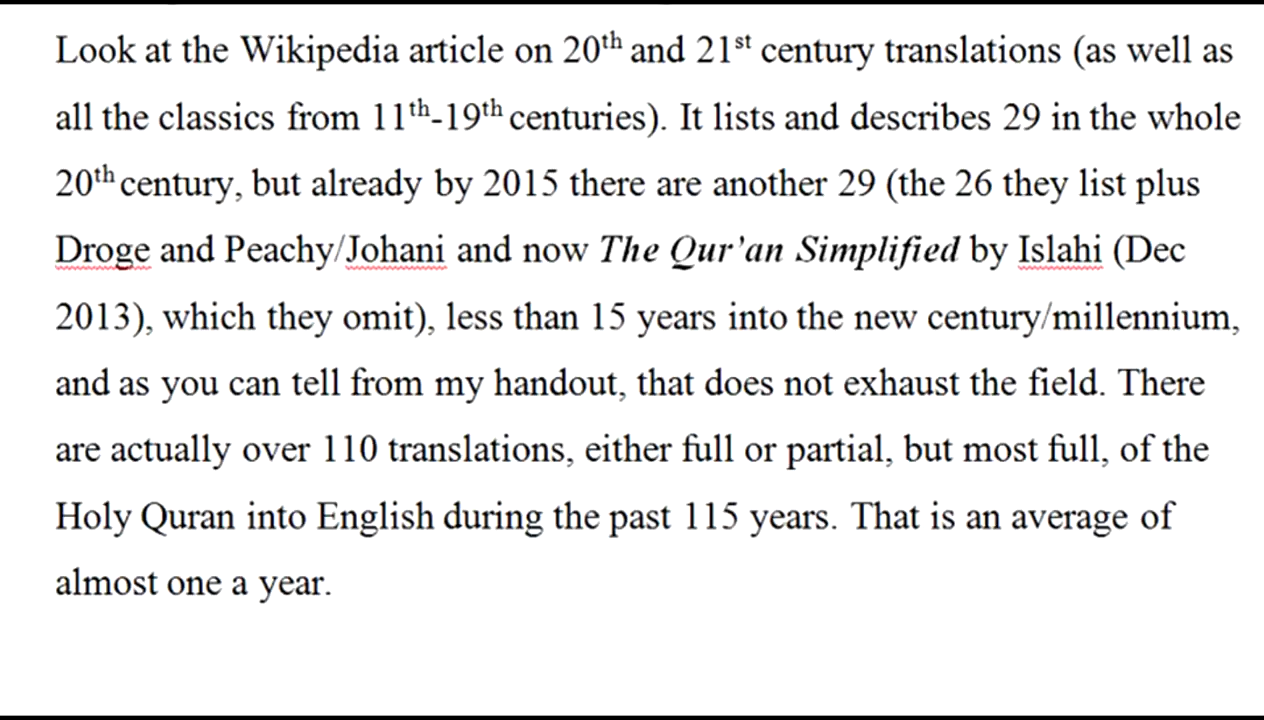 Look at the Wikipedia article on 20th and 21st century translations (as well as
all the classics from 11th-19th centuries). It lists and describes 29 in the whole
20th century, but already by 2015 there are another 29 (the 26 they list plus
Droge and Peachy/Johani and now The Qur’an Simplified by Islahi (Dec
2013), which they omit), less than 15 years into the new century/millennium,
and as you can tell from my handout, that does not exhaust the field. There
are actually over 110 translations, either full or partial, but most full, of the
Holy Quran into English during the past 115 years. That is an average of
almost one a year.